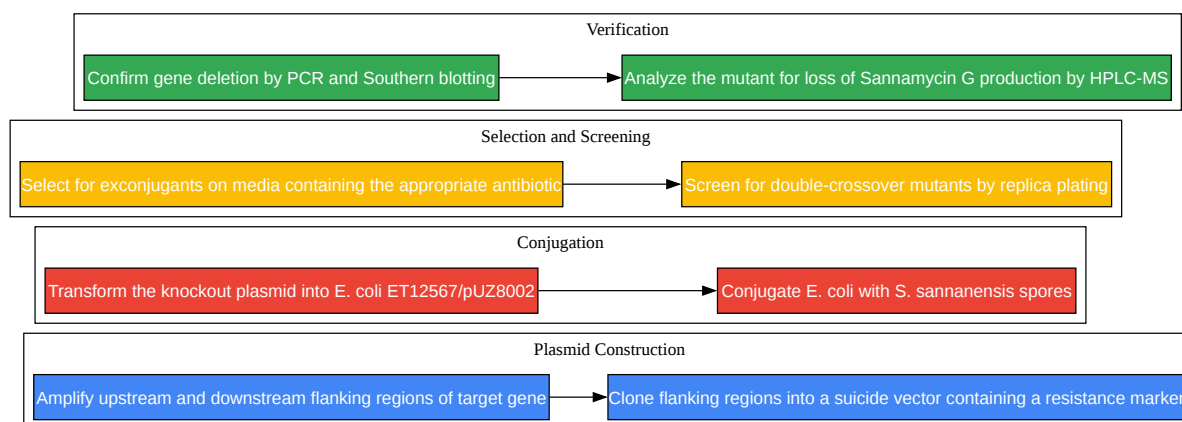 Verification
Confirm gene deletion by PCR and Southern blotting
Analyze the mutant for loss of Sannamycin G production by HPLC-MS
Selection and Screening
Select for exconjugants on media containing the appropriate antibiotic
Screen for double-crossover mutants by replica plating
Conjugation
Transform the knockout plasmid into E. coli ET12567/pUZ8002
Conjugate E. coli with S. sannanensis spores
Plasmid Construction
Amplify upstream and downstream flanking regions of target gene
Clone flanking regions into a suicide vector containing a resistance marker